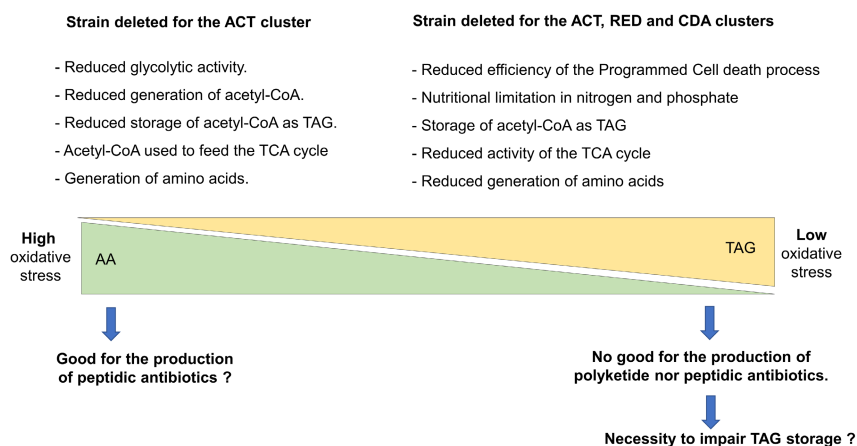 Strain deleted for the ACT cluster
- Reduced glycolytic activity.
- Reduced generation of acetyl-CoA.
- Reduced storage of acetyl-CoA as TAG.
- Acetyl-CoA used to feed the TCA cycle
- Generation of amino acids.
Strain deleted for the ACT, RED and CDA clusters
- Reduced efficiency of the Programmed Cell death process
- Nutritional limitation in nitrogen and phosphate
- Storage of acetyl-CoA as TAG
- Reduced activity of the TCA cycle
- Reduced generation of amino acids
High
oxidative
stress
AA
TAG
Low
oxidative
stress
Good for the production
of peptidic antibiotics ?
No good for the production of
polyketide nor peptidic antibiotics.
Necessity to impair TAG storage ?